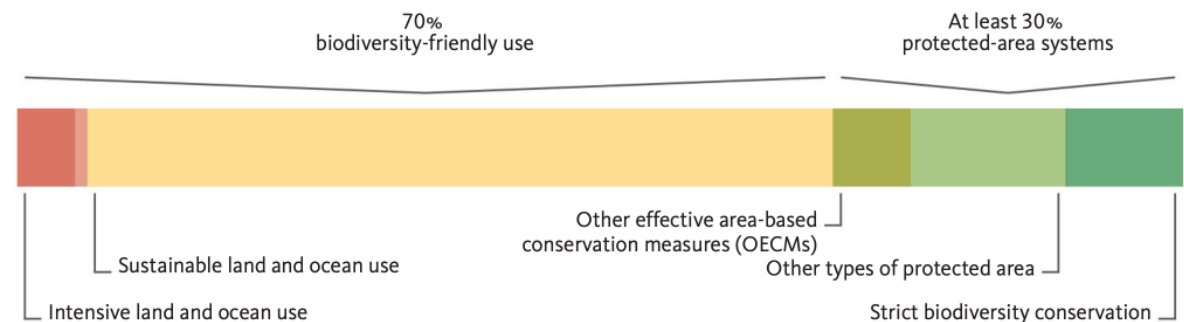 70%
biodiversity-friendly use
At least 30%
protected-area systems
Other effective area-based
conservation measures (OECMs)
Sustainable land and ocean use
Other types of protected area
Intensive land and ocean use
Strict biodiversity conservation